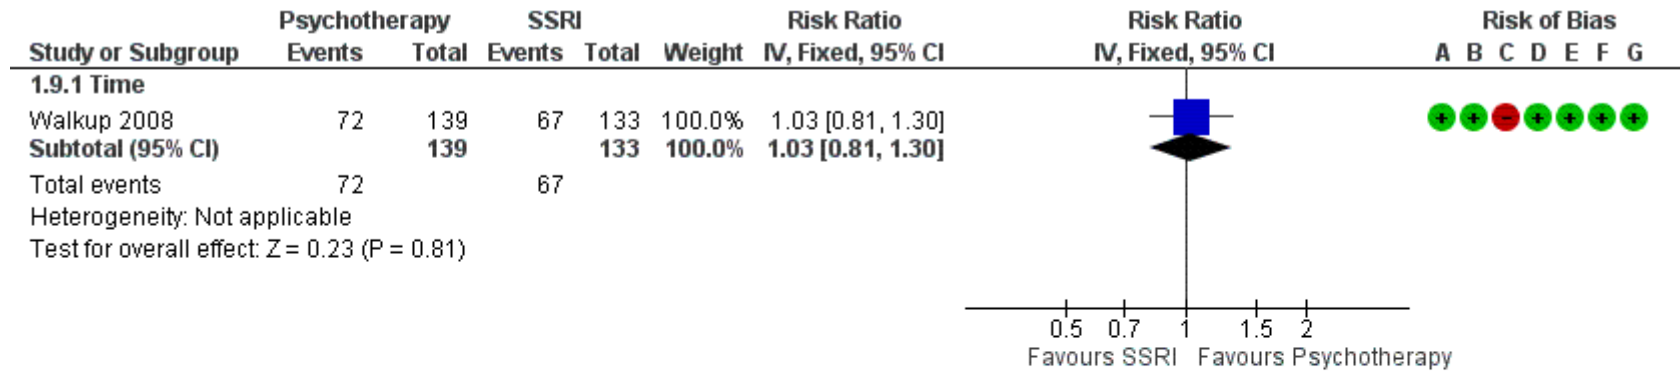 Psychotherapy SSRI Risk Ratio Risk Ratio Risk of Bias
Study or Subgroup Events Total Events Total Weight IV, Fixed, 95% CI IV, Fixed, 95% CI A B C D E F G
1.9.1 Time
Walkup 2008 72 139 67 133 100.0% 1.03 [0.81, 1.30] + + - + + + +
Subtotal (95% CI) 139 133 100.0% 1.03 [0.81, 1.30]
Total events 72 67
Heterogeneity: Not applicable
Test for overall effect: Z = 0.23 (P = 0.81)
0.5 0.7 1 1.5 2
Favours SSRI Favours Psychotherapy